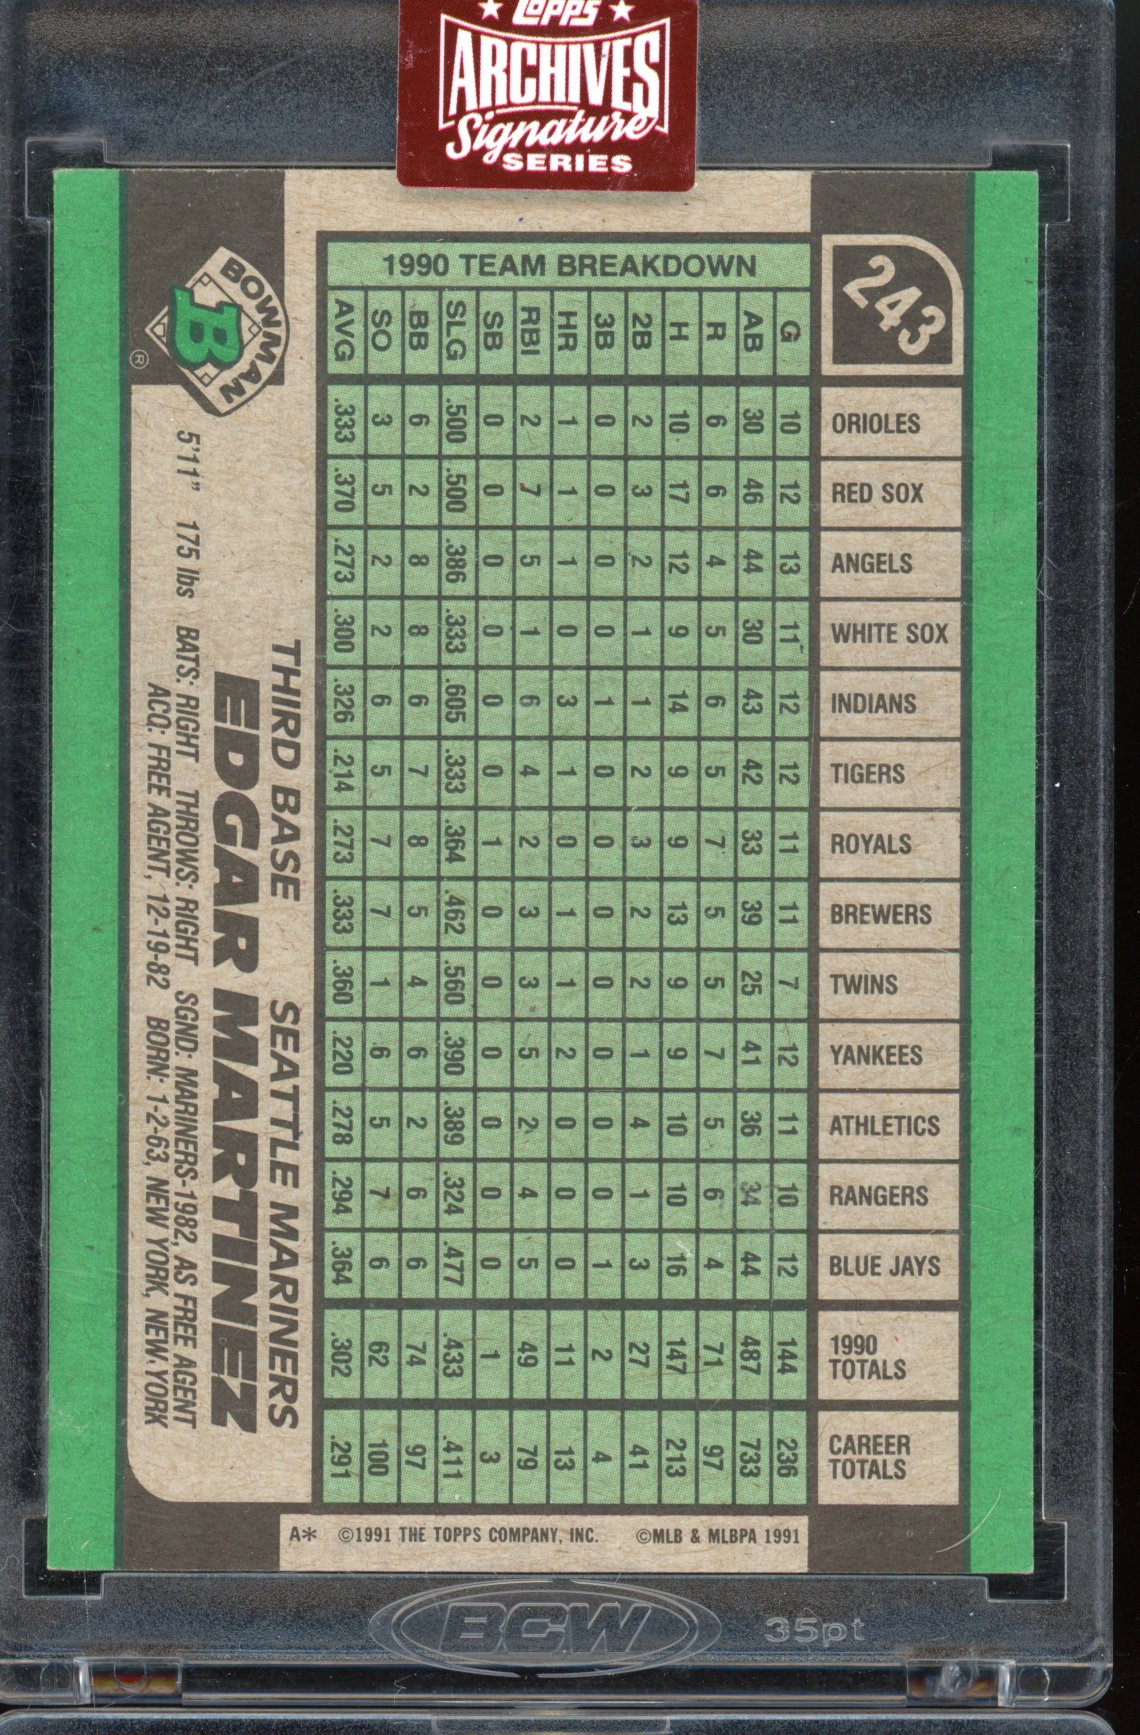 ★ TOPPS ★
ARCHIVES
Signature
SERIES
243
1990 TEAM BREAKDOWN
G AB R H 2B 3B HR RBI SB SLG BB SO AVG
ORIOLES 10 30 6 10 2 0 1 2 0 .500 6 3 .333
RED SOX 12 46 6 17 3 0 1 7 0 .500 2 5 .370
ANGELS 13 44 4 12 2 0 1 5 0 .386 8 2 .273
WHITE SOX 11 30 5 9 1 0 0 1 0 .333 8 2 .300
INDIANS 12 43 6 14 1 1 3 6 0 .605 6 6 .326
TIGERS 12 42 5 9 2 0 1 4 0 .333 7 5 .214
ROYALS 11 33 7 9 3 0 0 2 1 .364 8 7 .273
BREWERS 11 39 5 13 2 0 1 3 0 .462 5 7 .333
TWINS 7 25 5 9 2 0 1 3 0 .560 4 1 .360
YANKEES 12 41 7 9 1 0 2 5 0 .390 6 6 .220
ATHLETICS 11 36 5 10 4 0 0 2 0 .389 2 5 .278
RANGERS 10 34 6 10 1 0 0 4 0 .324 6 7 .294
BLUE JAYS 12 44 4 16 3 1 0 5 0 .477 6 6 .364
1990 TOTALS 144 487 71 147 27 2 11 49 1 .433 74 62 .302
CAREER TOTALS 236 733 97 213 41 4 13 79 3 .411 97 100 .291
THIRD BASE SEATTLE MARINERS
EDGAR MARTINEZ
5'11" 175 lbs BATS: RIGHT THROWS: RIGHT SGND: MARINERS-1982, AS FREE AGENT
ACQ: FREE AGENT, 12-19-82 BORN: 1-2-63, NEW YORK, NEW YORK
BOWMAN
B
®
A* ©1991 THE TOPPS COMPANY, INC. ©MLB & MLBPA 1991
BCW
35pt